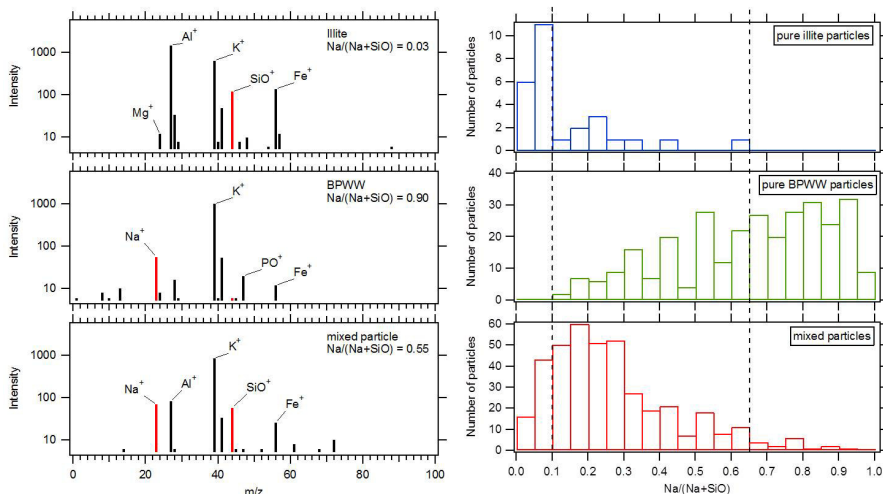 Illite
Na/(Na+SiO) = 0.03
Al⁺
K⁺
SiO⁺
Fe⁺
Mg⁺
Intensity
1000
100
10
BPWW
Na/(Na+SiO) = 0.90
K⁺
Na⁺
PO⁺
Fe⁺
Intensity
1000
100
10
mixed particle
Na/(Na+SiO) = 0.55
K⁺
Na⁺
Al⁺
SiO⁺
Fe⁺
Intensity
1000
100
10
0 20 40 60 80 100
m/z
pure illite particles
Number of particles
10
8
6
4
2
0
pure BPWW particles
Number of particles
40
30
20
10
0
mixed particles
Number of particles
60
50
40
30
20
10
0
0.0 0.1 0.2 0.3 0.4 0.5 0.6 0.7 0.8 0.9 1.0
Na/(Na+SiO)